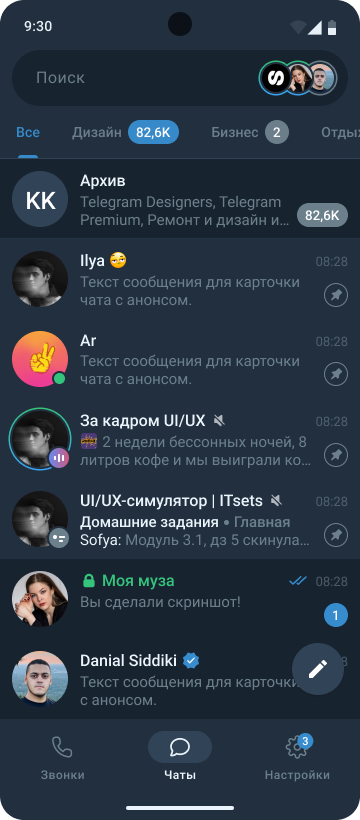 9:30
Поиск
Все Дизайн 82,6K Бизнес 2 Отды
KK
Архив
Telegram Designers, Telegram
Premium, Ремонт и дизайн и... 82,6K
Ilya 08:28
Текст сообщения для карточки
чата с анонсом.
Ar 08:28
Текст сообщения для карточки
чата с анонсом.
За кадром UI/UX 08:28
2 недели бессонных ночей, 8
литров кофе и мы выиграли ко...
UI/UX-симулятор | ITsets 08:28
Домашние задания • Главная
Sofya: Модуль 3.1, дз 5 скинула...
Моя муза 08:28
Вы сделали скриншот! 1
Danial Siddiki 8
Текст сообщения для карточки
с анонсом.
3
Звонки Чаты Настройки